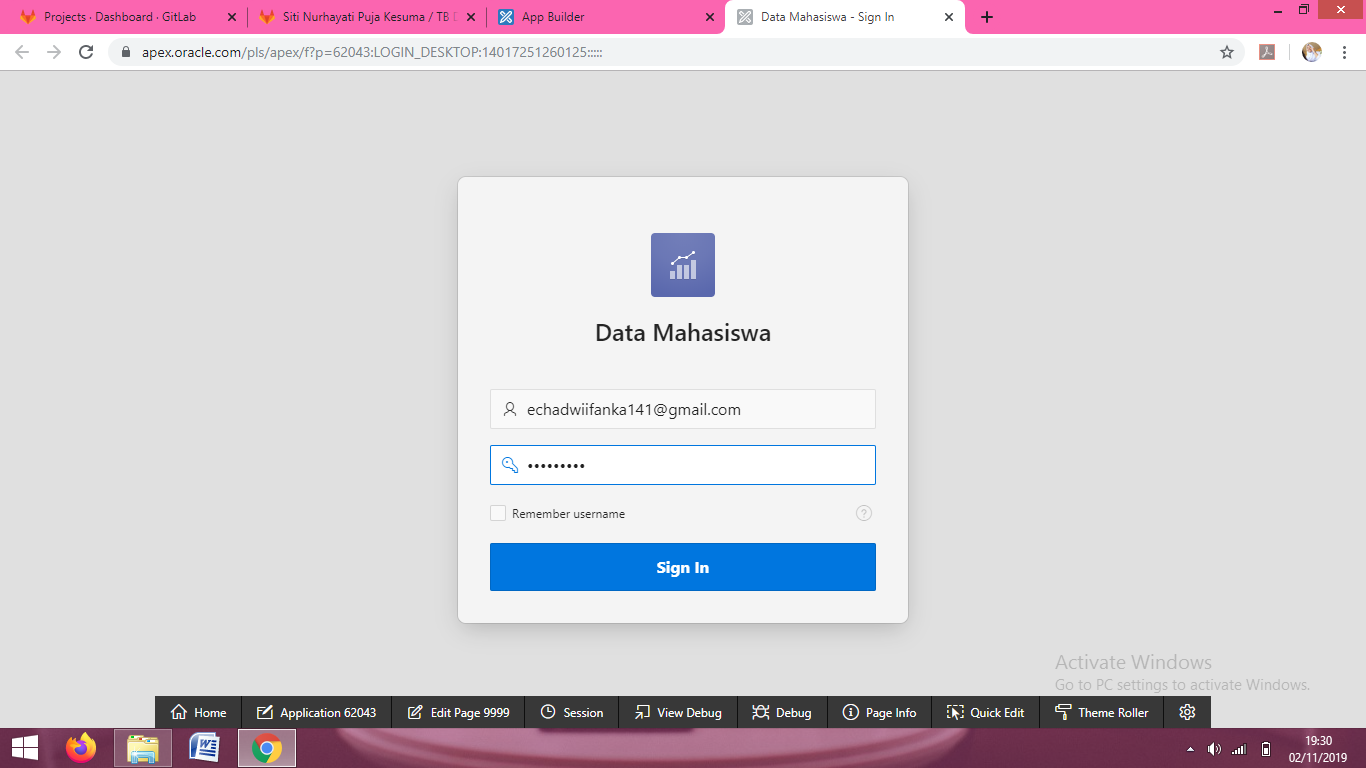 Projects · Dashboard · GitLab
Siti Nurhayati Puja Kesuma / TB
App Builder
Data Mahasiswa - Sign In
apex.oracle.com/pls/apex/f?p=62043:LOGIN_DESKTOP:14017251260125:::::
Data Mahasiswa
echadwiifanka141@gmail.com
•••••••••
Remember username
?
Sign In
Activate Windows
Go to PC settings to activate Windows.
Home
Application 62043
Edit Page 9999
Session
View Debug
Debug
Page Info
Quick Edit
Theme Roller
19:30
02/11/2019